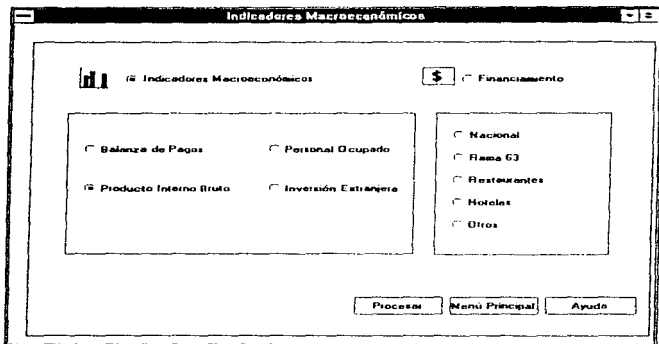 Indicadores Macroeconómicos
Indicadores Macroeconómicos
$ Financiamiento
Balanza de Pagos
Personal Ocupado
Producto Interno Bruto
Inversión Extranjera
Nacional
Rama 63
Restaurantes
Hoteles
Otros
Procesar Menú Principal Ayuda